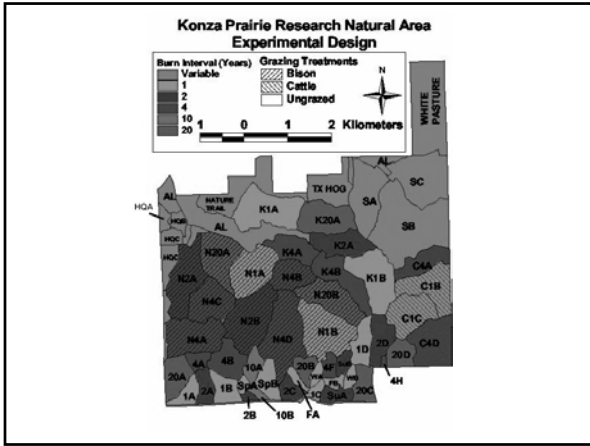 Konza Prairie Research Natural Area
Experimental Design
Burn Interval (Years)
Variable
1
2
4
10
20
Grazing Treatments
Bison
Cattle
Ungrazed
N
1 0 1 2 Kilometers
WHITE
PASTURE
AL
SC
SA
SB
TX HOG
AL
NATURE
TRAIL
K1A
HQA
HQB
AL
K20A
HQC
K2A
HQC
N20A
K4A
N1A
N4B
K4B
K1B
C4A
N2A
C1B
N4C
N20B
C1C
N2B
N4A
N4D
N1B
C4D
1D
2D
20D
4A
4B
10A
20B
4F
4H
20A
1A
2A
1B
SpA
SpB
2C
1C
FA
SuA
20C
2B
10B